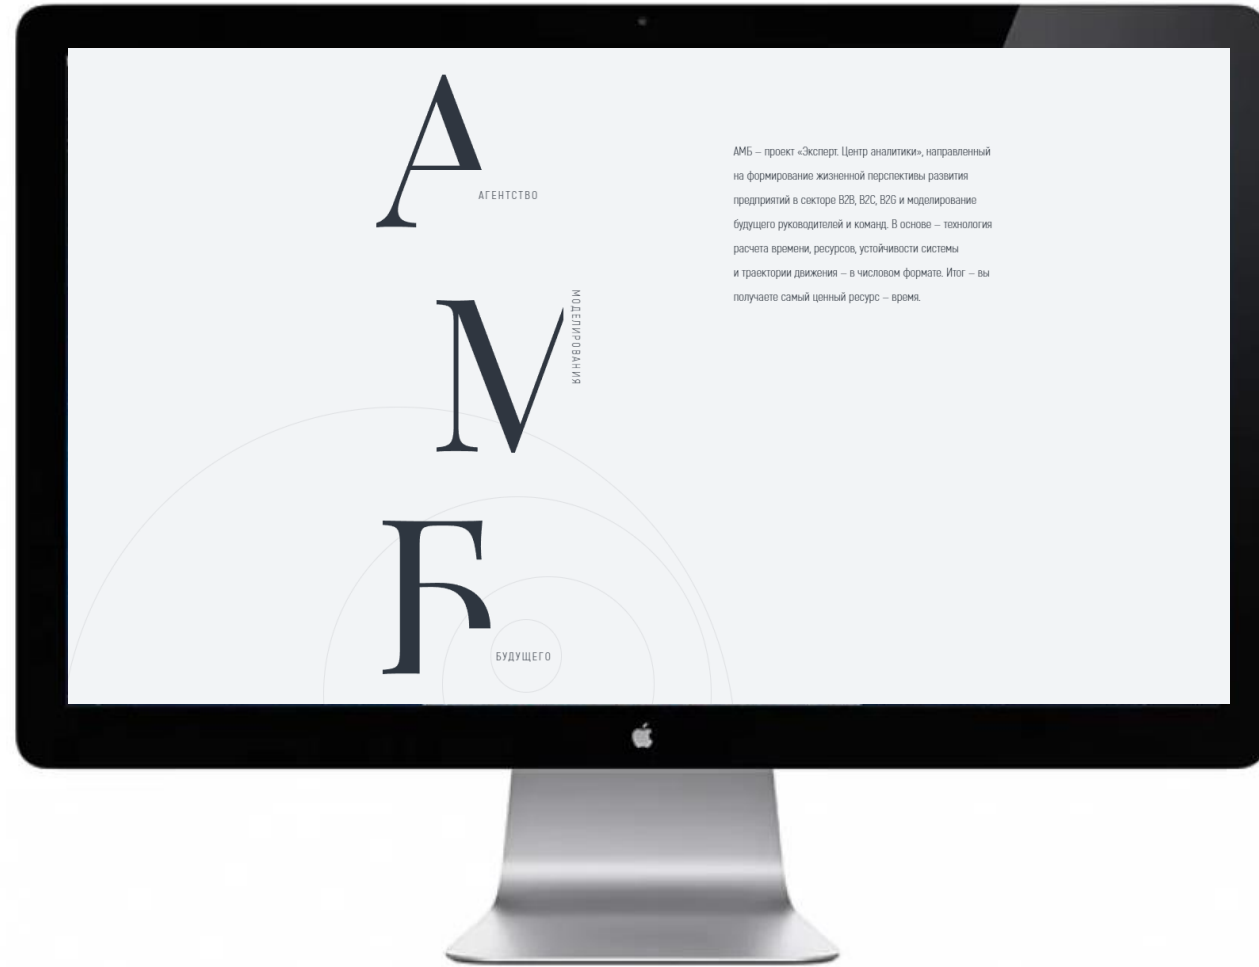 А
АГЕНТСТВО
М
МОДЕЛИРОВАНИЯ
Б
БУДУЩЕГО
АМБ – проект «Эксперт. Центр аналитики», направленный
на формирование жизненной перспективы развития
предприятий в секторе B2B, B2C, B2G и моделирование
будущего руководителей и команд. В основе – технология
расчета времени, ресурсов, устойчивости системы
и траектории движения – в числовом формате. Итог – вы
получаете самый ценный ресурс – время.